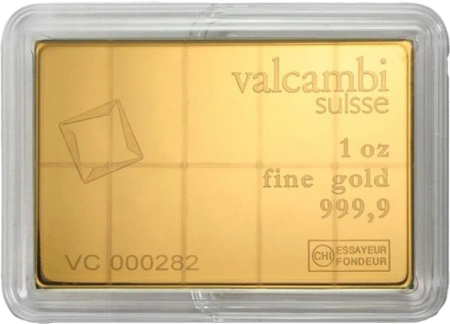 valcambi
suisse
1 oz
fine gold
999,9
CHI ESSAYEUR
FONDEUR
VC 000282